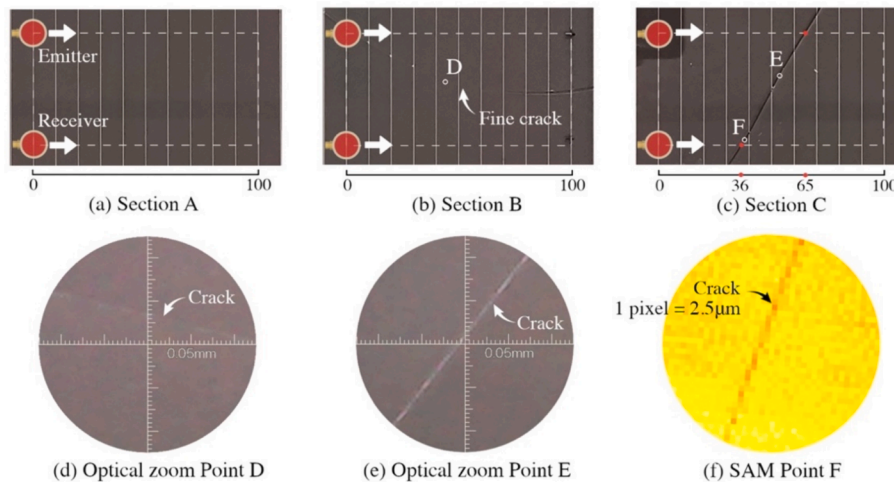 Emitter
Receiver
0
100
(a) Section A
D
Fine crack
0
100
(b) Section B
E
F
0
36
65
100
(c) Section C
Crack
0.05mm
(d) Optical zoom Point D
Crack
0.05mm
(e) Optical zoom Point E
Crack
1 pixel = 2.5μm
(f) SAM Point F